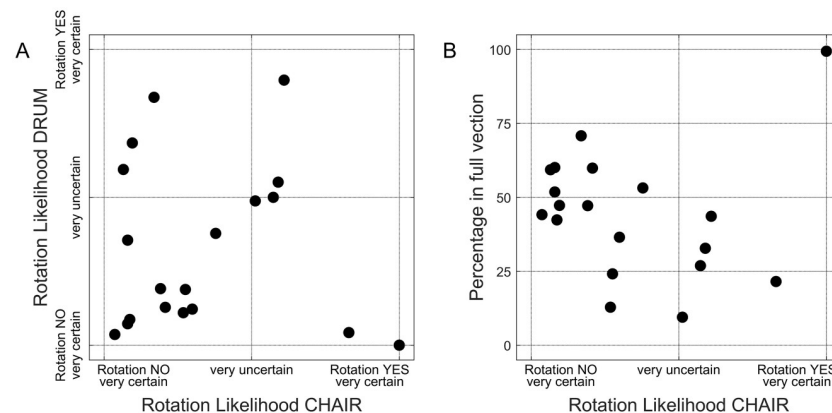 A
Rotation Likelihood DRUM
Rotation YES
very certain
very uncertain
Rotation NO
very certain
Rotation NO
very certain
very uncertain
Rotation YES
very certain
Rotation Likelihood CHAIR
B
Percentage in full vection
100
75
50
25
0
Rotation NO
very certain
very uncertain
Rotation YES
very certain
Rotation Likelihood CHAIR